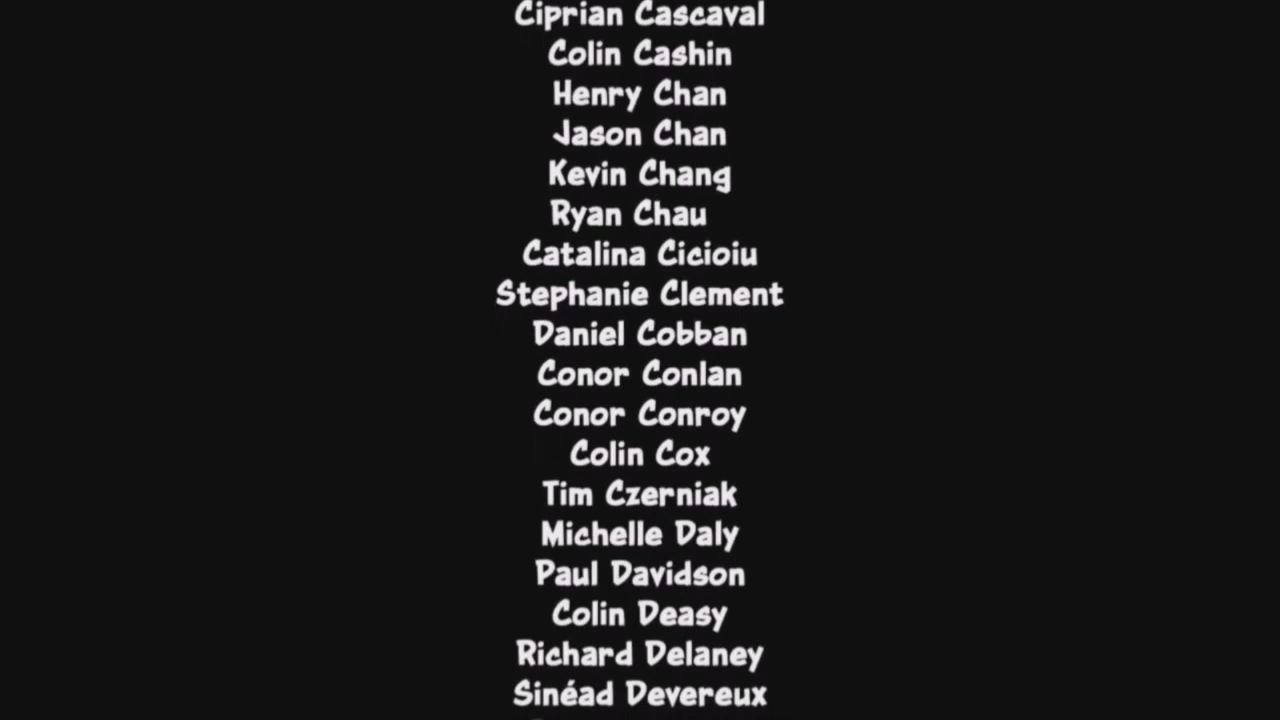 Ciprian Cascaval
Colin Cashin
Henry Chan
Jason Chan
Kevin Chang
Ryan Chau
Catalina Cicioiu
Stephanie Clement
Daniel Cobban
Conor Conlan
Conor Conroy
Colin Cox
Tim Czerniak
Michelle Daly
Paul Davidson
Colin Deasy
Richard Delaney
Sinéad Devereux